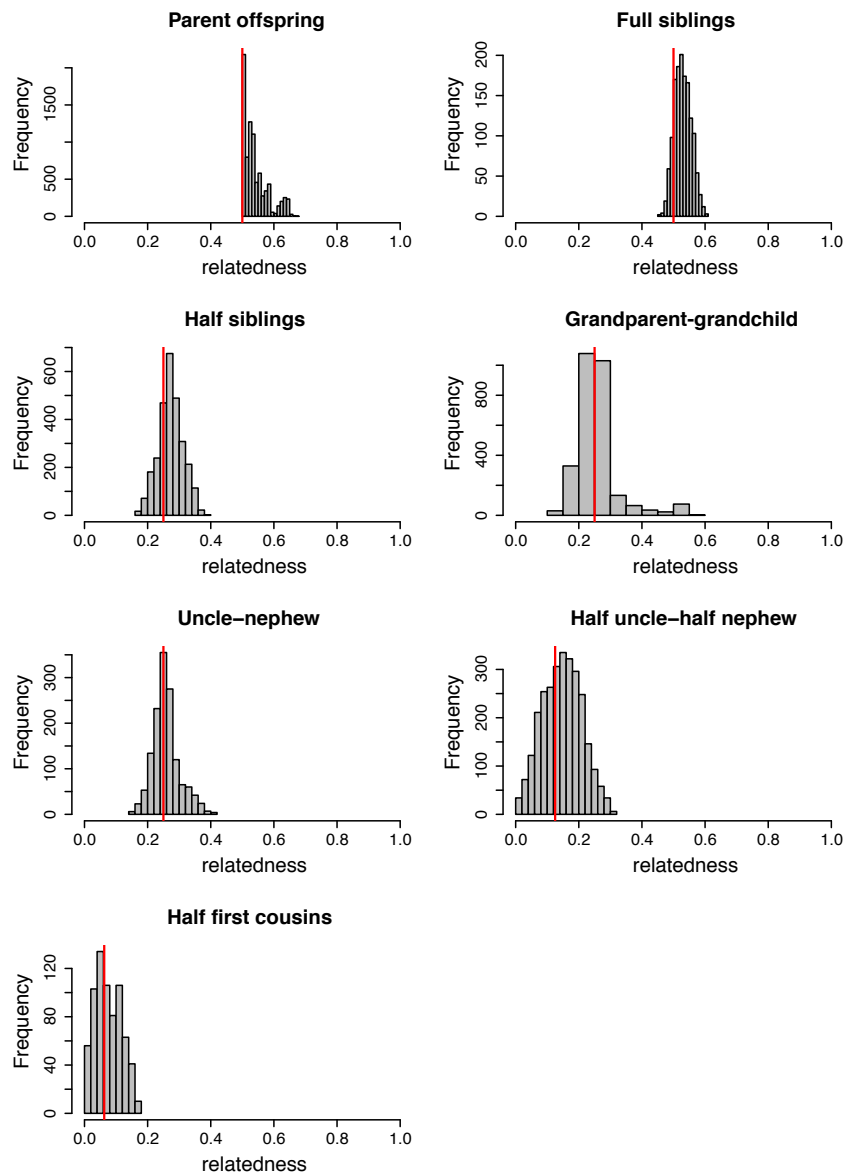 Parent offspring
Frequency
0 500 1500
0.0 0.2 0.4 0.6 0.8 1.0
relatedness
Full siblings
Frequency
0 50 100 150 200
0.0 0.2 0.4 0.6 0.8 1.0
relatedness
Half siblings
Frequency
0 200 400 600
0.0 0.2 0.4 0.6 0.8 1.0
relatedness
Grandparent-grandchild
Frequency
0 400 800
0.0 0.2 0.4 0.6 0.8 1.0
relatedness
Uncle−nephew
Frequency
0 100 200 300
0.0 0.2 0.4 0.6 0.8 1.0
relatedness
Half uncle−half nephew
Frequency
0 100 200 300
0.0 0.2 0.4 0.6 0.8 1.0
relatedness
Half first cousins
Frequency
0 40 80 120
0.0 0.2 0.4 0.6 0.8 1.0
relatedness